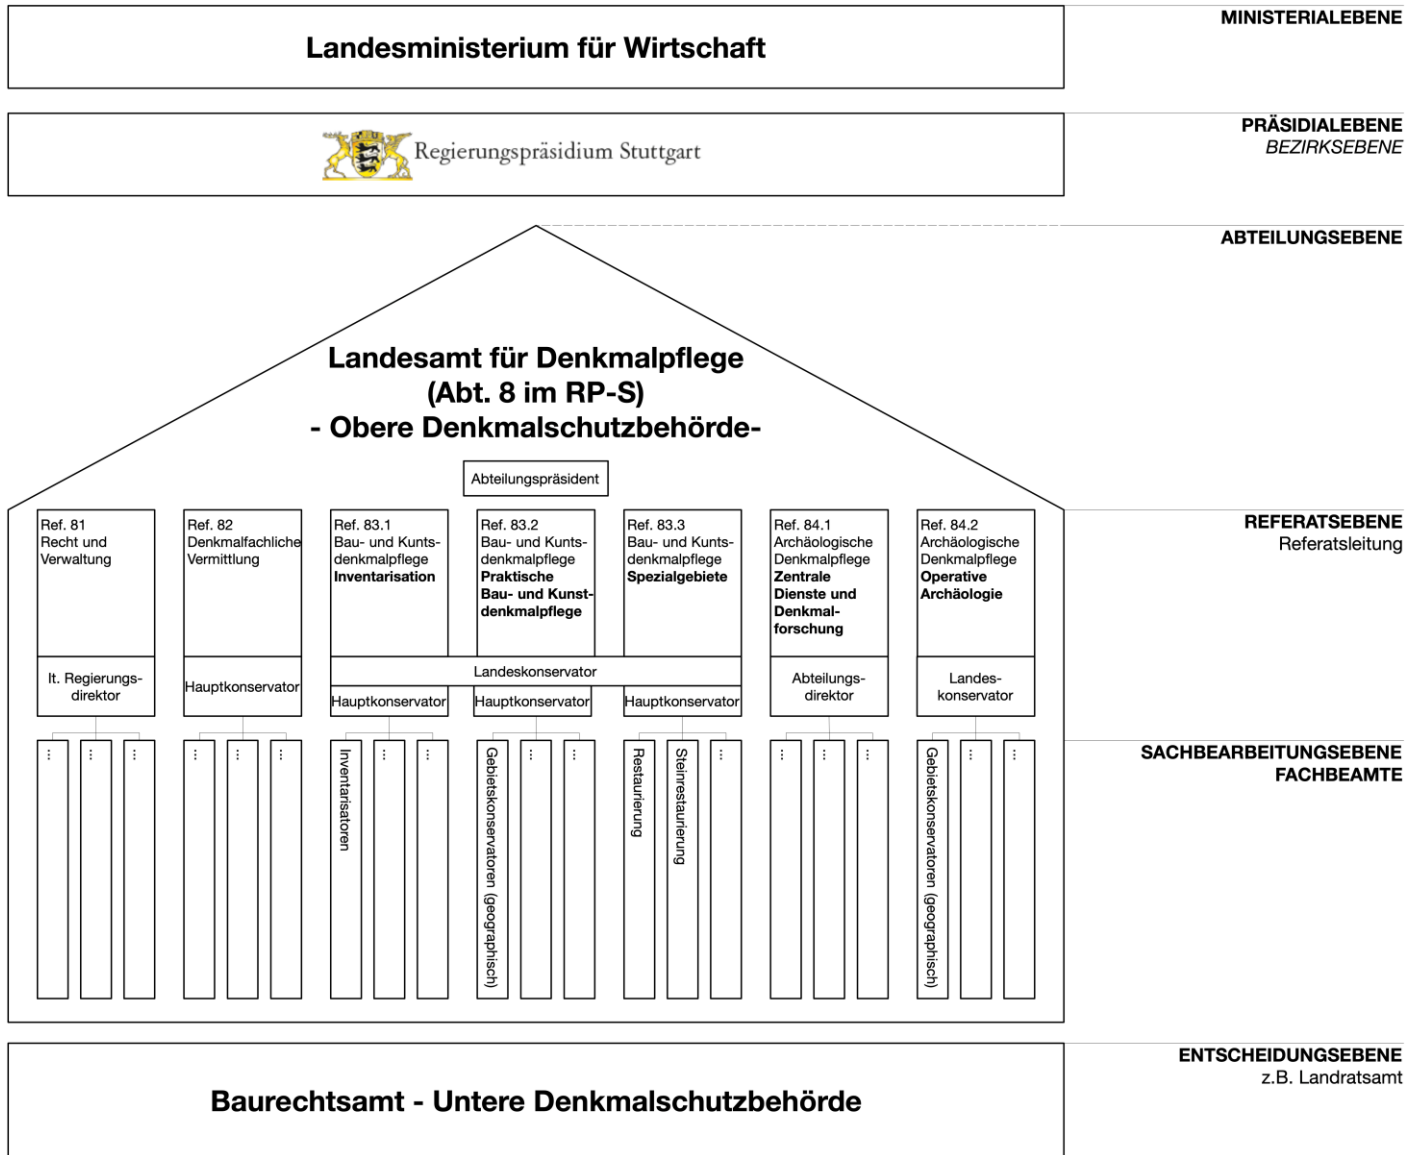 MINISTERIALEBENE
Landesministerium für Wirtschaft
PRÄSIDIALEBENE
BEZIRKSEBENE
Regierungspräsidium Stuttgart
ABTEILUNGSEBENE
Landesamt für Denkmalpflege
(Abt. 8 im RP-S)
- Obere Denkmalschutzbehörde-
Abteilungspräsident
REFERATSEBENE
Referatsleitung
Ref. 81
Recht und
Verwaltung
Ref. 82
Denkmalfachliche
Vermittlung
Ref. 83.1
Bau- und Kunts-
denkmalpflege
Inventarisation
Ref. 83.2
Bau- und Kunts-
denkmalpflege
Praktische
Bau- und Kunst-
denkmalpflege
Ref. 83.3
Bau- und Kunts-
denkmalpflege
Spezialgebiete
Ref. 84.1
Archäologische
Denkmalpflege
Zentrale
Dienste und
Denkmal-
forschung
Ref. 84.2
Archäologische
Denkmalpflege
Operative
Archäologie
lt. Regierungs-
direktor
Hauptkonservator
Landeskonservator
Hauptkonservator
Hauptkonservator
Hauptkonservator
Abteilungs-
direktor
Landes-
konservator
SACHBEARBEITUNGSEBENE
FACHBEAMTE
...
...
...
...
...
...
Inventarisatoren
...
...
Gebietskonservatoren (geographisch)
...
...
Restaurierung
Steinrestaurierung
...
...
...
...
Gebietskonservatoren (geographisch)
...
...
ENTSCHEIDUNGSEBENE
z.B. Landratsamt
Baurechtsamt - Untere Denkmalschutzbehörde